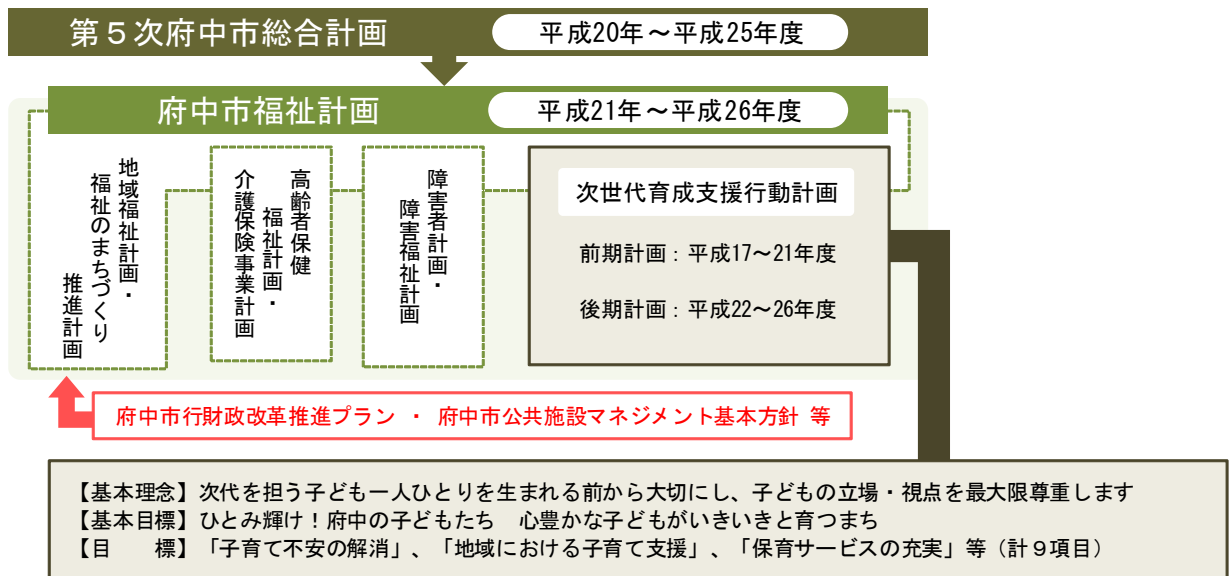 第５次府中市総合計画
平成20年～平成25年度
府中市福祉計画
平成21年～平成26年度
地域福祉計画・
福祉のまちづくり
推進計画
高齢者保健
福祉計画・
介護保険事業計画
障害者計画・
障害福祉計画
次世代育成支援行動計画
前期計画：平成17～21年度
後期計画：平成22～26年度
府中市行財政改革推進プラン ・ 府中市公共施設マネジメント基本方針 等
【基本理念】次代を担う子ども一人ひとりを生まれる前から大切にし、子どもの立場・視点を最大限尊重します
【基本目標】ひとみ輝け！府中の子どもたち　心豊かな子どもがいきいきと育つまち
【目　　標】「子育て不安の解消」、「地域における子育て支援」、「保育サービスの充実」等（計９項目）